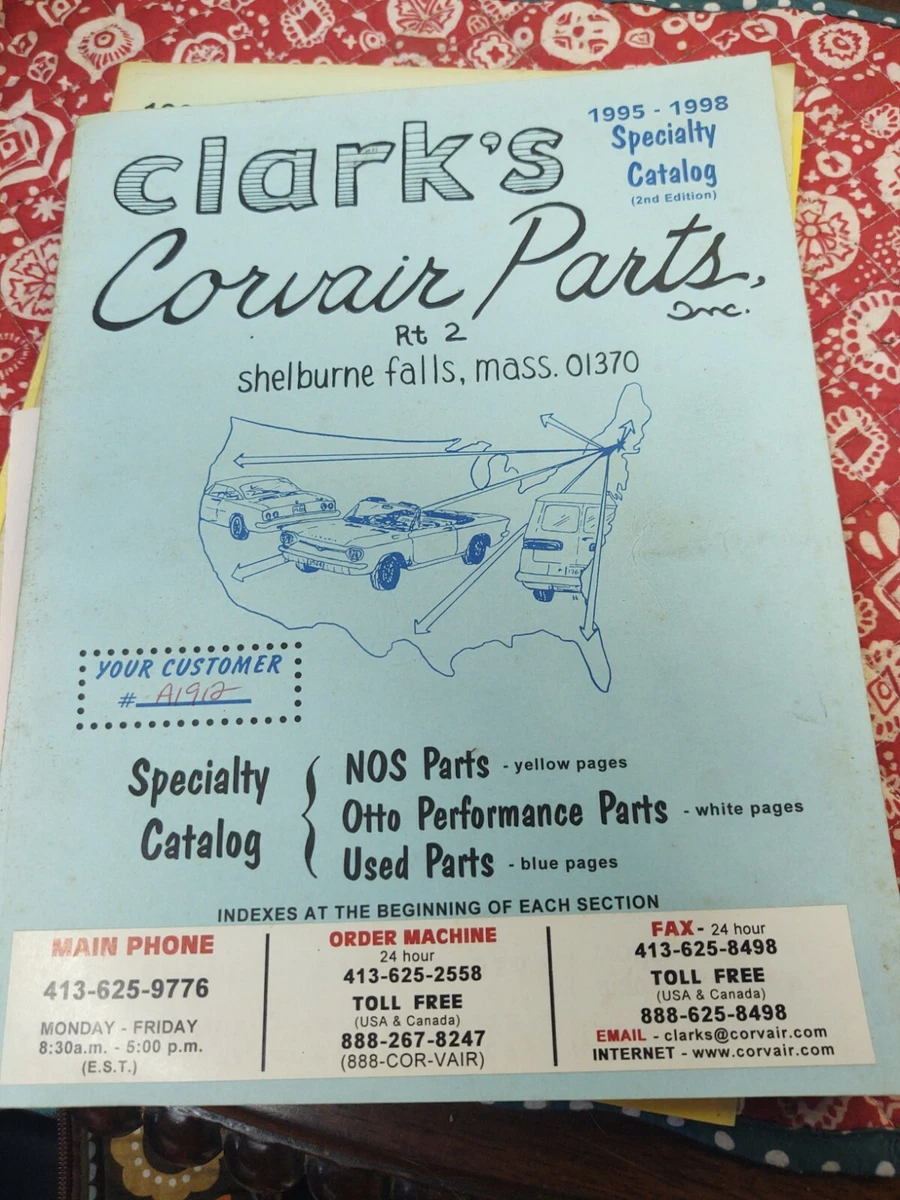 clark's
1995 - 1998
Specialty
Catalog
(2nd Edition)
Corvair Parts,
Inc.
Rt 2
shelburne falls, mass. 01370
YOUR CUSTOMER
# A1912
Specialty
Catalog
NOS Parts - yellow pages
Otto Performance Parts - white pages
Used Parts - blue pages
INDEXES AT THE BEGINNING OF EACH SECTION
MAIN PHONE
413-625-9776
MONDAY - FRIDAY
8:30a.m. - 5:00 p.m.
(E.S.T.)
ORDER MACHINE
24 hour
413-625-2558
TOLL FREE
(USA & Canada)
888-267-8247
(888-COR-VAIR)
FAX- 24 hour
413-625-8498
TOLL FREE
(USA & Canada)
888-625-8498
EMAIL - clarks@corvair.com
INTERNET - www.corvair.com